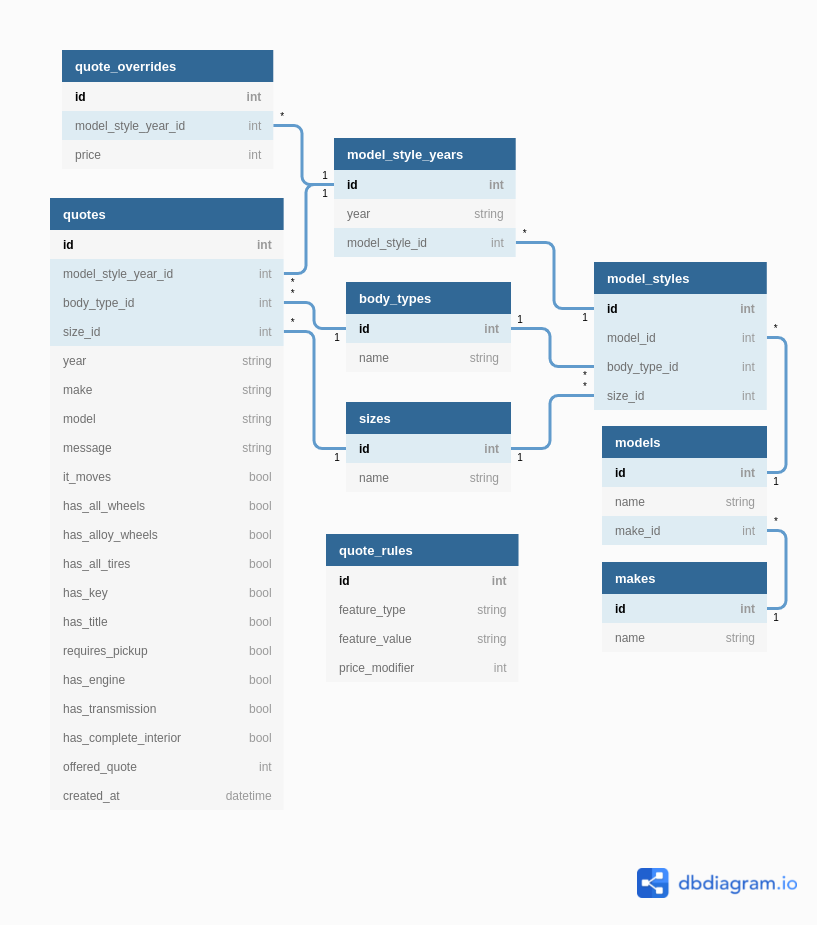 quote_overrides
id int
model_style_year_id int
price int
*
1
1
model_style_years
id int
year string
model_style_id int
*
quotes
id int
model_style_year_id int
*
*
body_type_id int
*
size_id int
year string
make string
model string
message string
it_moves bool
has_all_wheels bool
has_alloy_wheels bool
has_all_tires bool
has_key bool
has_title bool
requires_pickup bool
has_engine bool
has_transmission bool
has_complete_interior bool
offered_quote int
created_at datetime
body_types
id int
name string
1
1
sizes
id int
name string
1
1
quote_rules
id int
feature_type string
feature_value string
price_modifier int
model_styles
id int
model_id int
body_type_id int
size_id int
1
*
*
*
models
id int
name string
make_id int
1
*
makes
id int
name string
1
dbdiagram.io